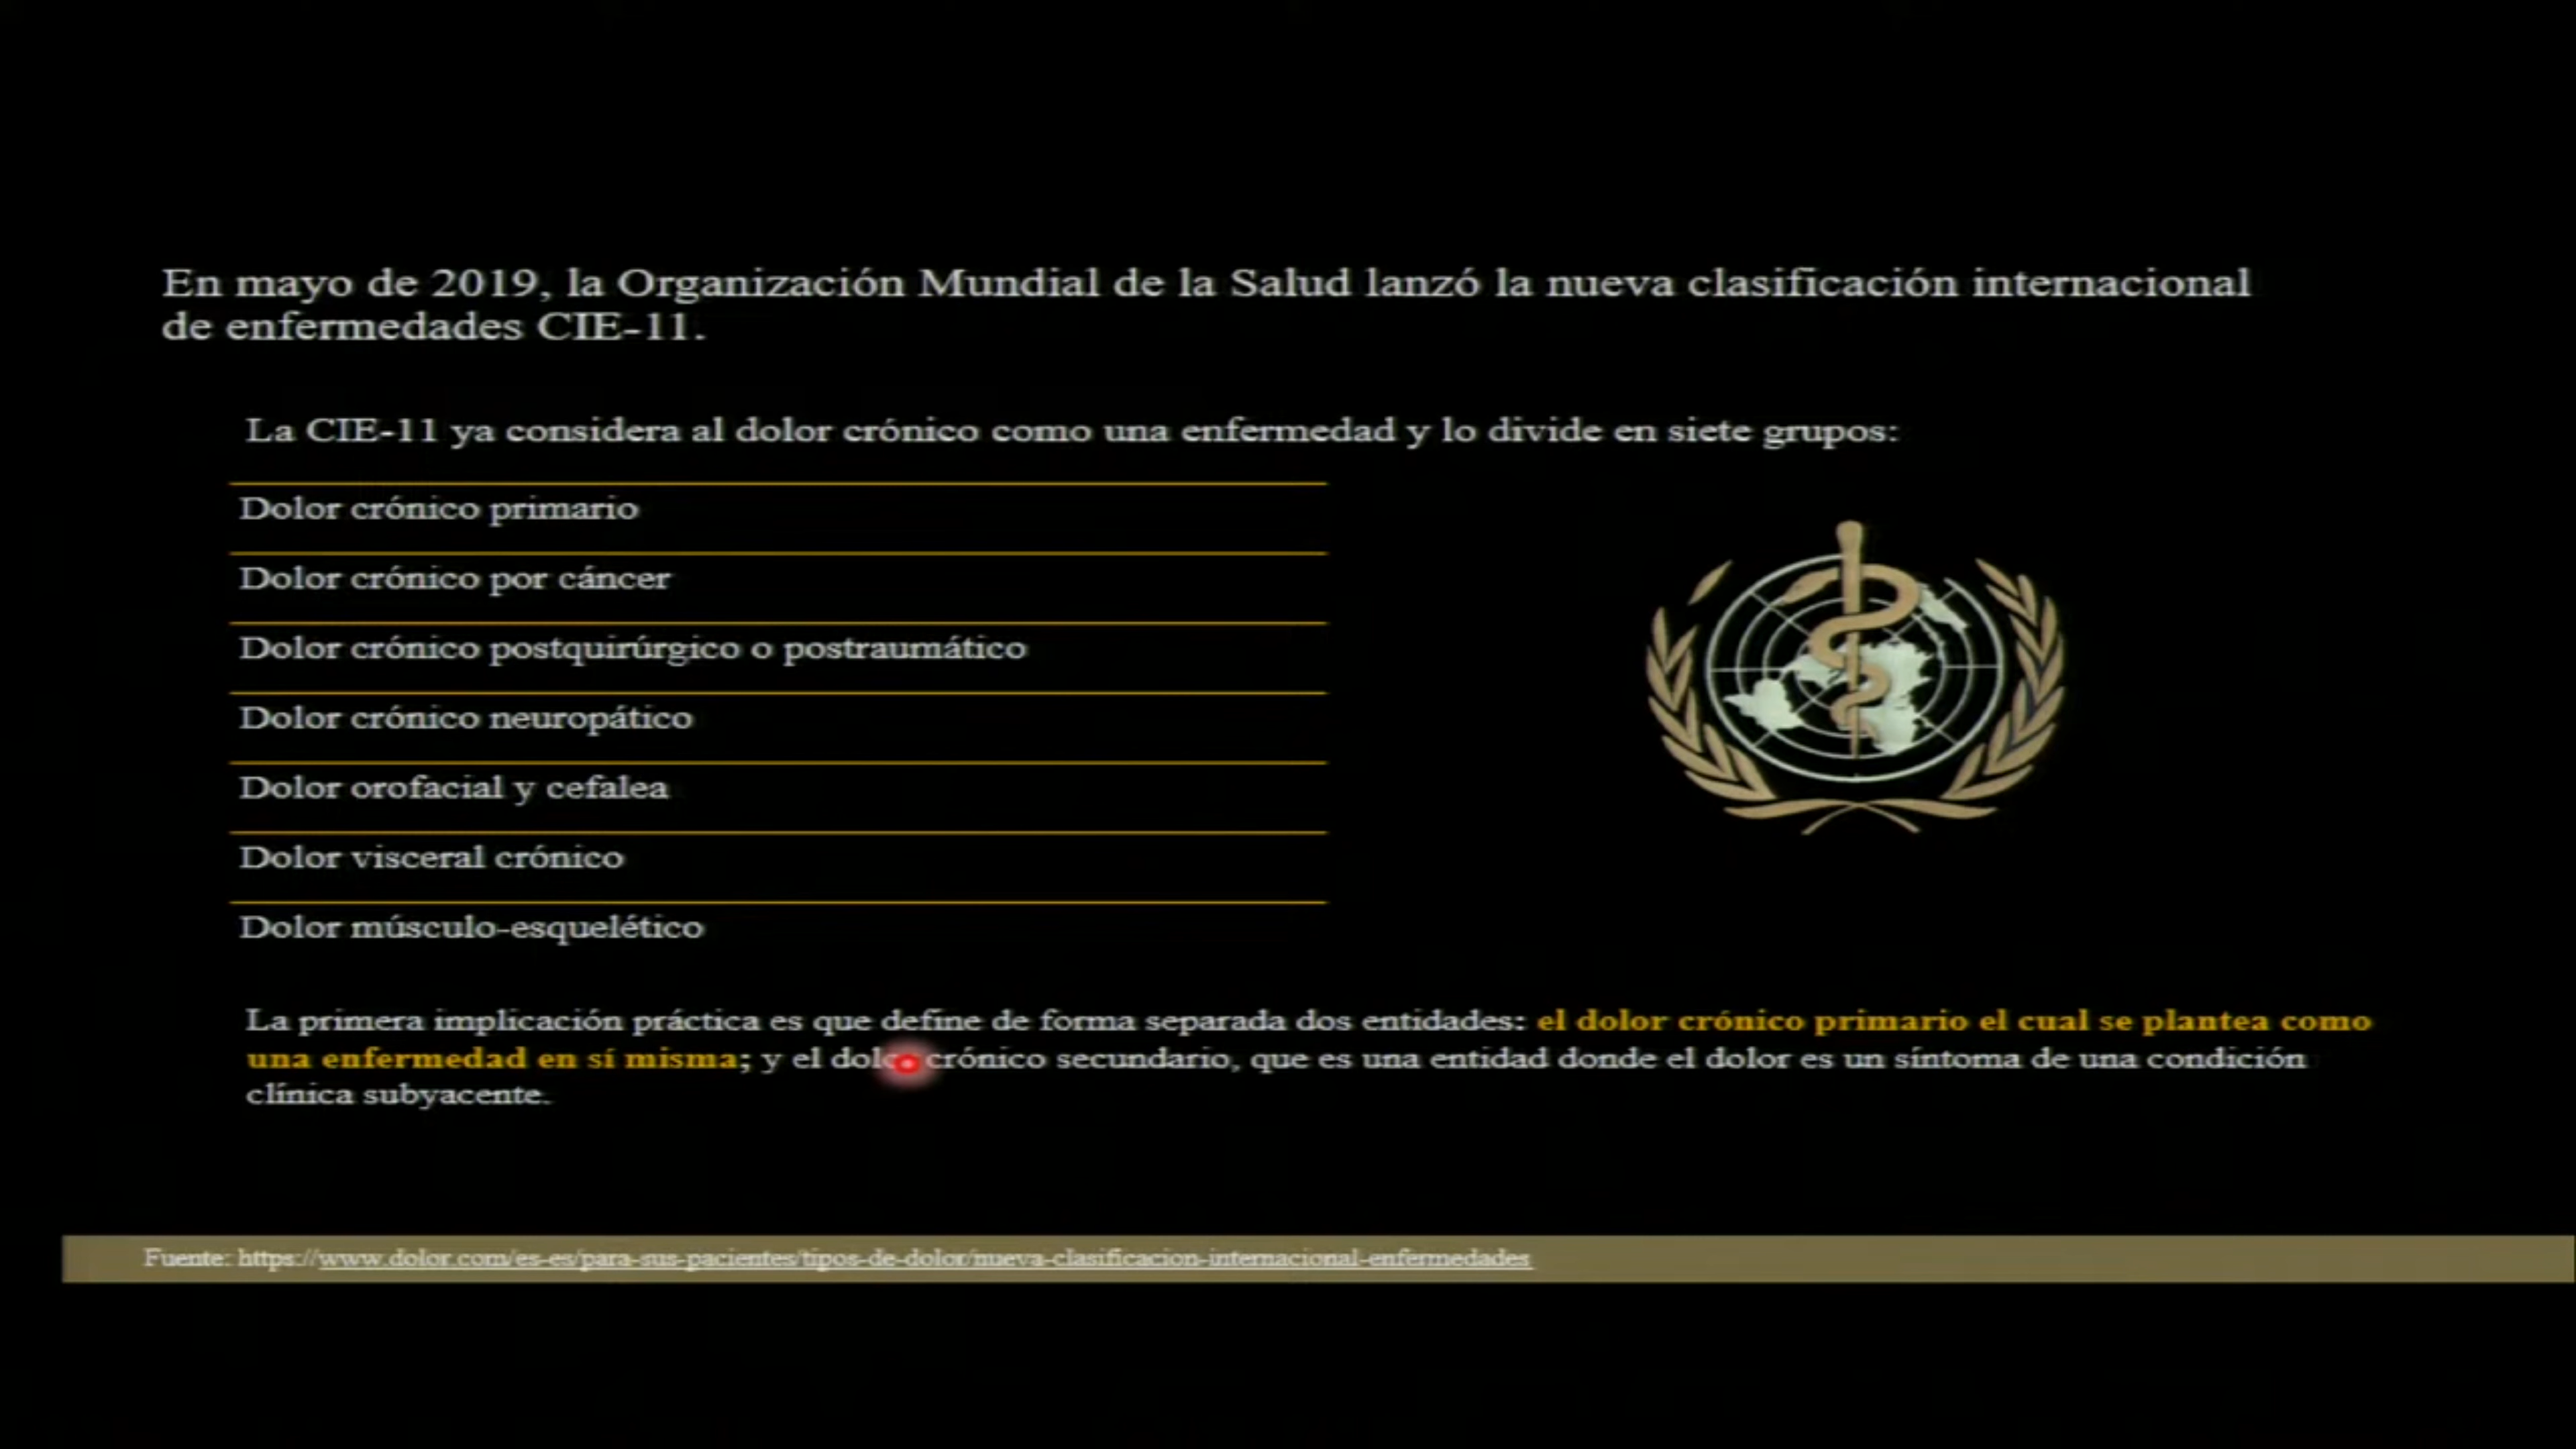 En mayo de 2019, la Organización Mundial de la Salud lanzó la nueva clasificación internacional
de enfermedades CIE-11.
La CIE-11 ya considera al dolor crónico como una enfermedad y lo divide en siete grupos:
Dolor crónico primario
Dolor crónico por cáncer
Dolor crónico postquirúrgico o postraumático
Dolor crónico neuropático
Dolor orofacial y cefalea
Dolor visceral crónico
Dolor músculo-esquelético
La primera implicación práctica es que define de forma separada dos entidades: el dolor crónico primario el cual se plantea como
una enfermedad en sí misma; y el dolor crónico secundario, que es una entidad donde el dolor es un síntoma de una condición
clínica subyacente.
Fuente: https://www.dolor.com/es-es/para-sus-pacientes/tipos-de-dolor/nueva-clasificacion-internacional-enfermedades